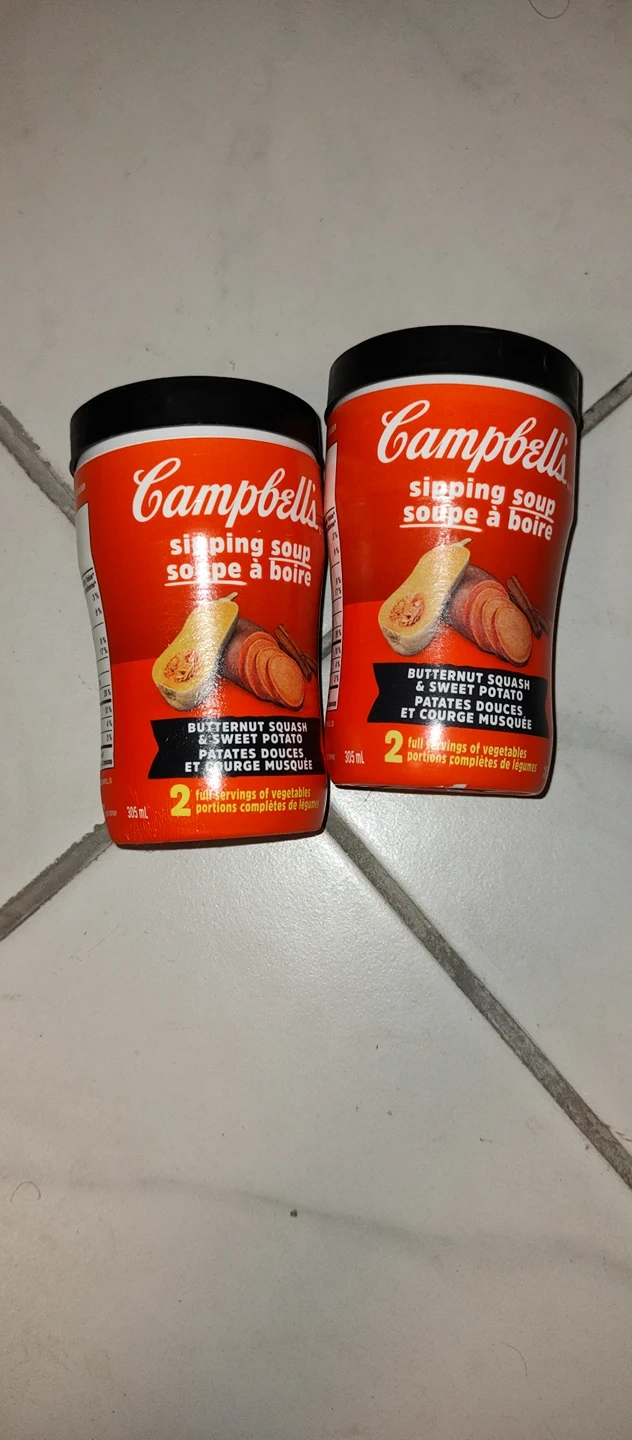 Campbell's
sipping soup
soupe à boire
BUTTERNUT SQUASH
& SWEET POTATO
PATATES DOUCES
ET COURGE MUSQUÉE
305 mL
2 full servings of vegetables
portions complètes de légumes
Campbell's
sipping soup
soupe à boire
BUTTERNUT SQUASH
& SWEET POTATO
PATATES DOUCES
ET COURGE MUSQUÉE
305 mL
2 full servings of vegetables
portions complètes de légumes